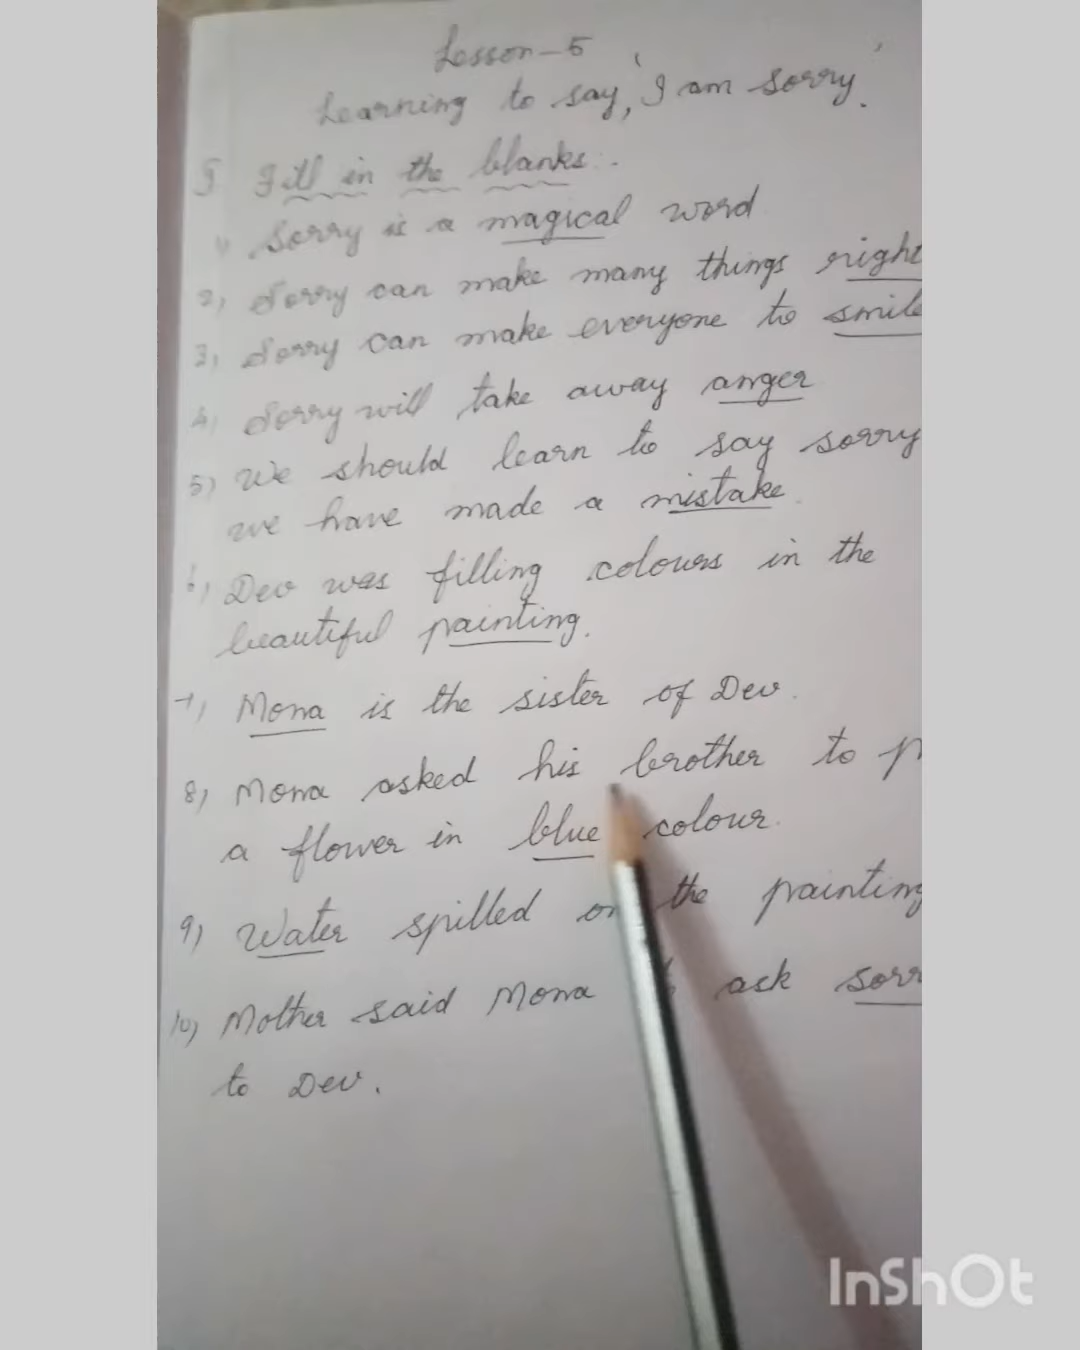 Lesson-5
Learning to say, 'I am sorry'.
I Fill in the blanks:-
1) Sorry is a magical word
2) Sorry can make many things right
3) Sorry can make everyone to smile
4) Sorry will take away anger
5) We should learn to say sorry
we have made a mistake.
6) Dev was filling colours in the
beautiful painting.
7) Mona is the sister of Dev.
8) Mona asked his brother to
a flower in blue colour.
9) Water spilled on the painting
10) Mother said Mona ask
to Dev.
InShOt